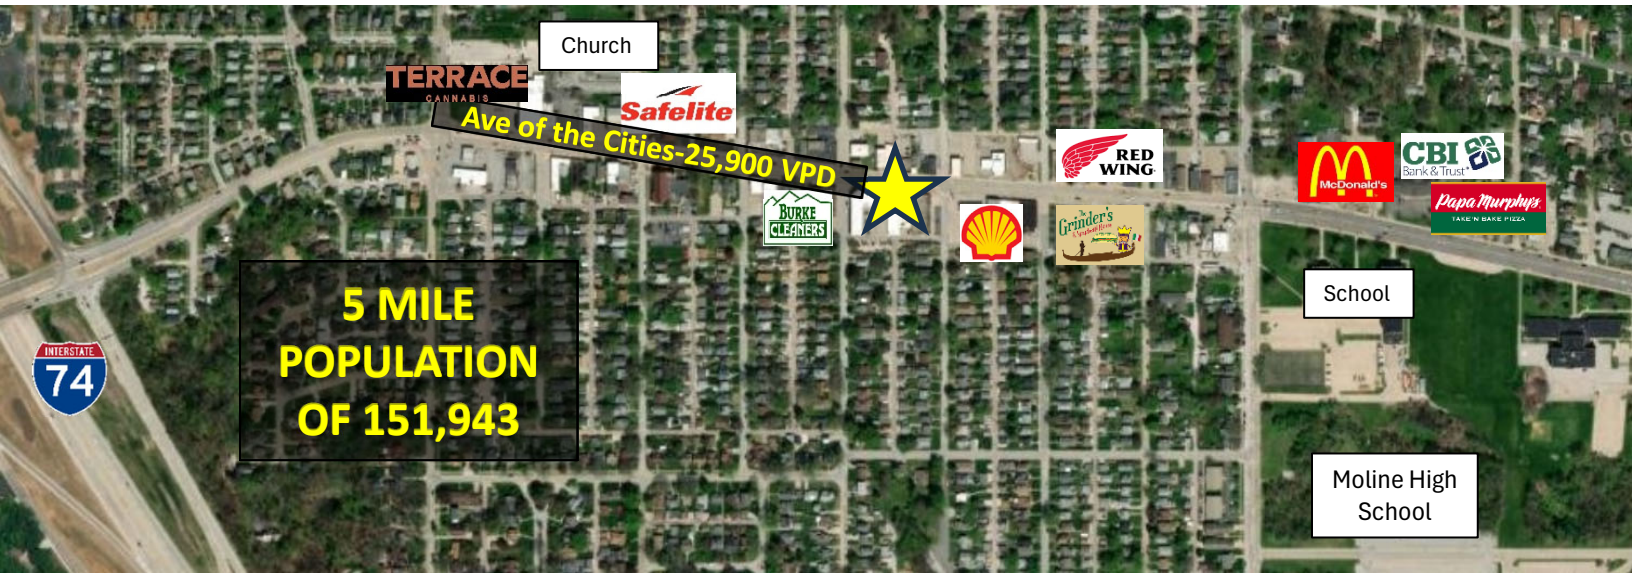 Church
TERRACE
CANNABIS
Safelite
Ave of the Cities-25,900 VPD
RED
WING
McDonald's
CBI
Bank & Trust
Papa Murphy's
TAKE 'N' BAKE PIZZA
BURKE
CLEANERS
The
Grinder's
School
5 MILE
POPULATION
OF 151,943
INTERSTATE
74
Moline High
School